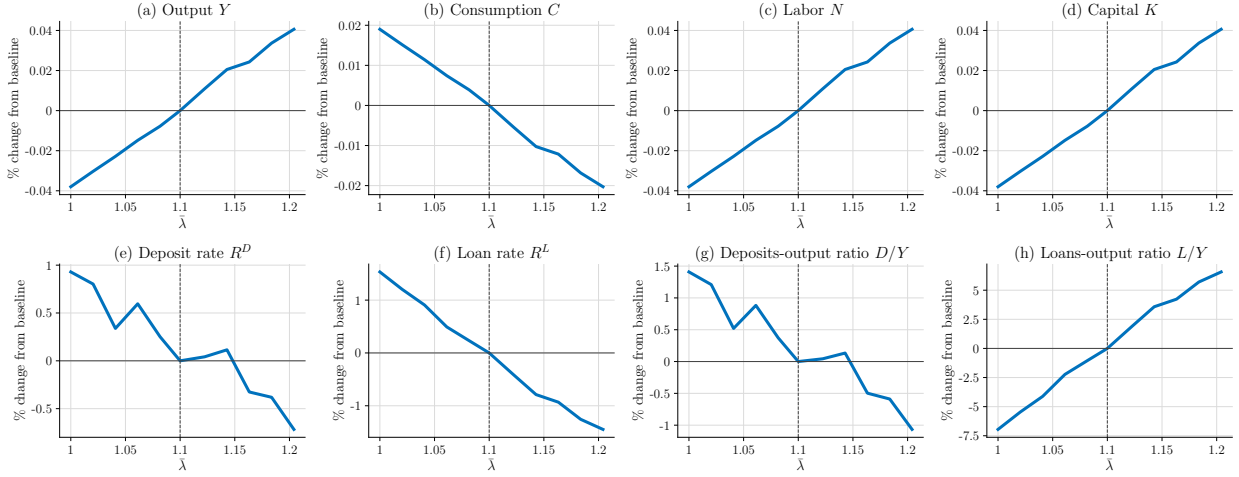 (a) Output Y
(b) Consumption C
(c) Labor N
(d) Capital K
% change from baseline
0.04
0.02
0
-0.02
-0.04
1 1.05 1.1 1.15 1.2
λ̄
% change from baseline
0.02
0.01
0
-0.01
-0.02
1 1.05 1.1 1.15 1.2
λ̄
% change from baseline
0.04
0.02
0
-0.02
-0.04
1 1.05 1.1 1.15 1.2
λ̄
% change from baseline
0.04
0.02
0
-0.02
-0.04
1 1.05 1.1 1.15 1.2
λ̄
(e) Deposit rate R^D
(f) Loan rate R^L
(g) Deposits-output ratio D/Y
(h) Loans-output ratio L/Y
% change from baseline
1
0.5
0
-0.5
1 1.05 1.1 1.15 1.2
λ̄
% change from baseline
1
0
-1
1 1.05 1.1 1.15 1.2
λ̄
% change from baseline
1.5
1
0.5
0
-0.5
-1
1 1.05 1.1 1.15 1.2
λ̄
% change from baseline
5
2.5
0
-2.5
-5
-7.5
1 1.05 1.1 1.15 1.2
λ̄